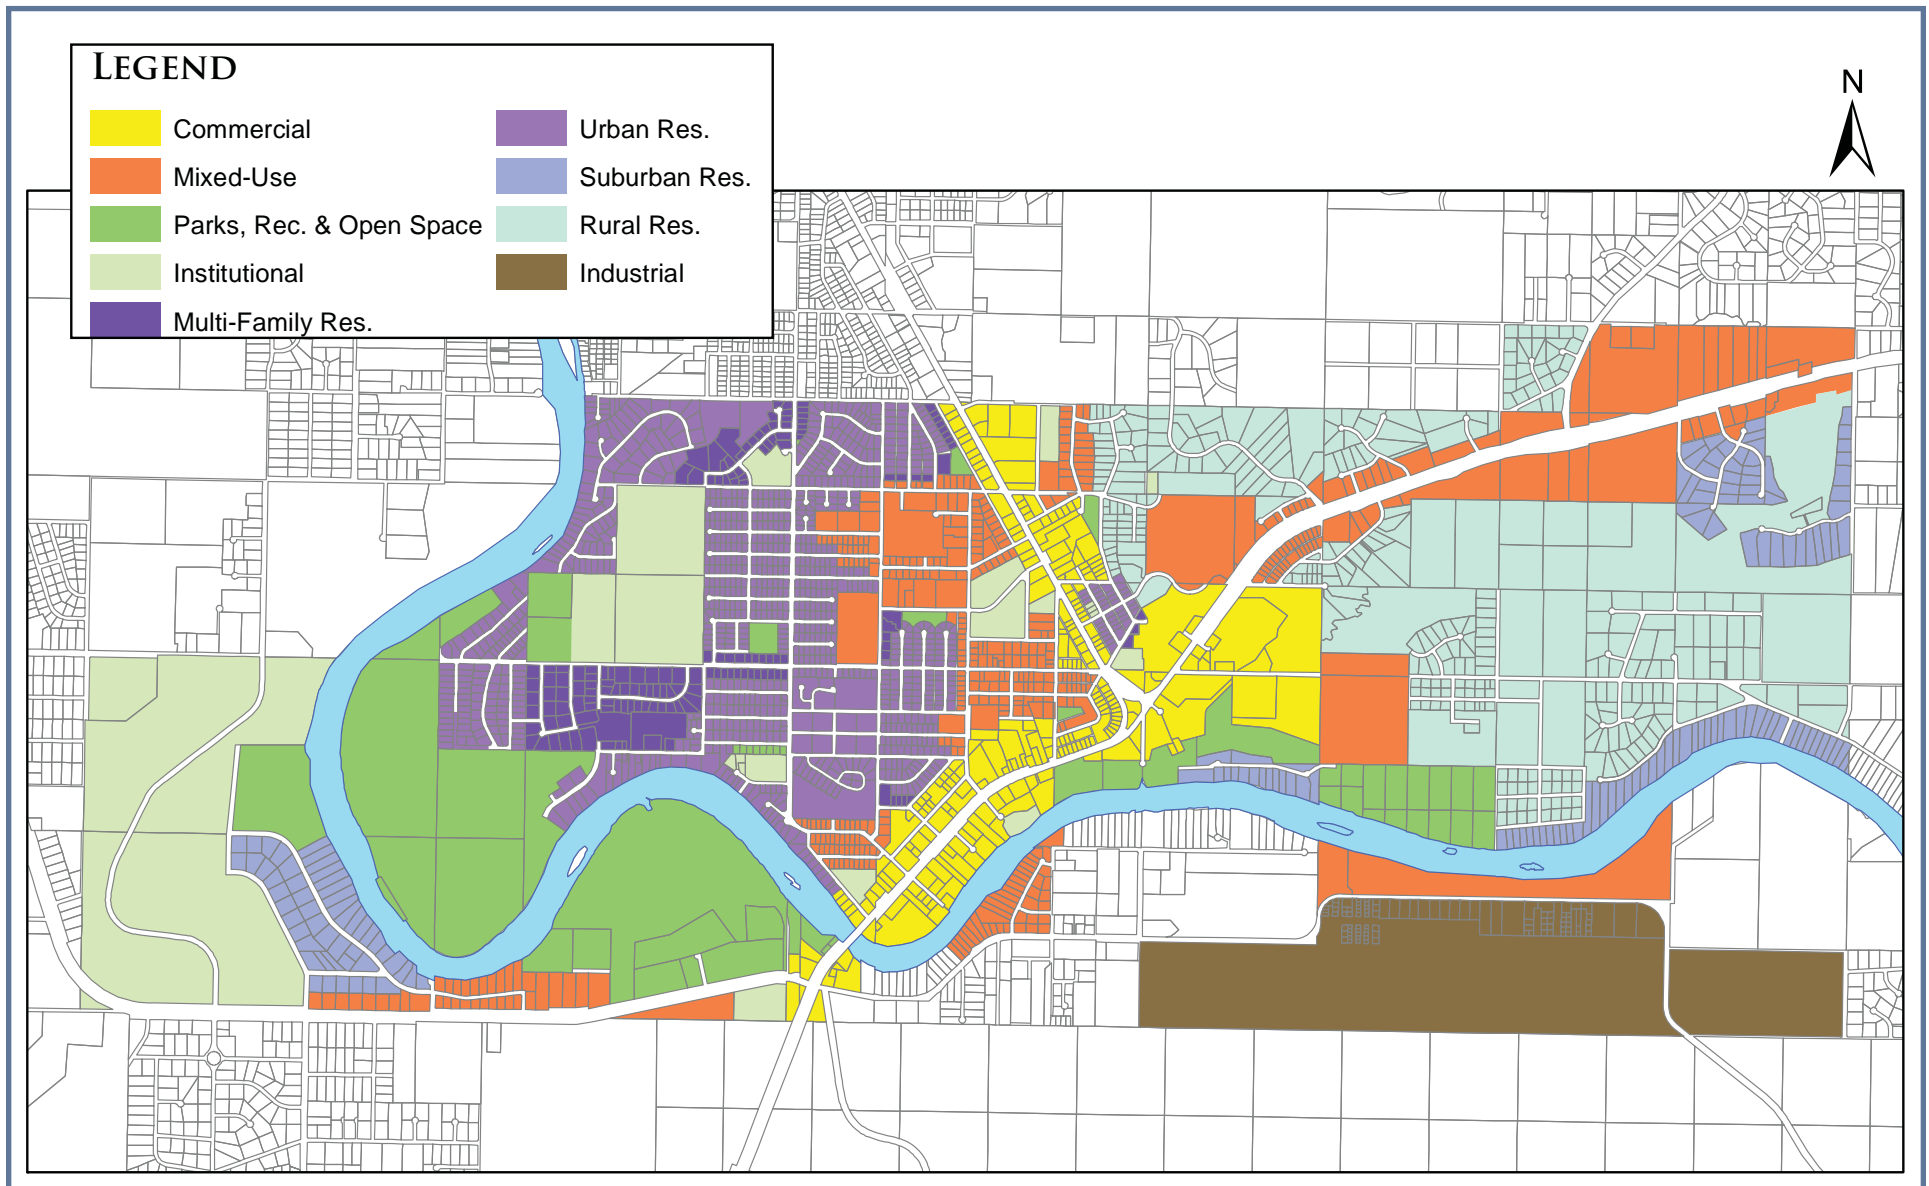 LEGEND
Commercial
Mixed-Use
Parks, Rec. & Open Space
Institutional
Multi-Family Res.
Urban Res.
Suburban Res.
Rural Res.
Industrial
N